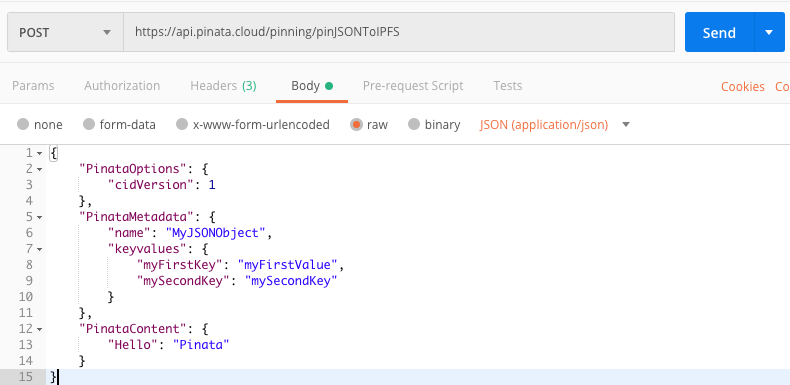 POST https://api.pinata.cloud/pinning/pinJSONToIPFS Send
Params Authorization Headers (3) Body Pre-request Script Tests Cookies Co
none form-data x-www-form-urlencoded raw binary JSON (application/json)
1 {
2 "PinataOptions": {
3 "cidVersion": 1
4 },
5 "PinataMetadata": {
6 "name": "MyJSONObject",
7 "keyvalues": {
8 "myFirstKey": "myFirstValue",
9 "mySecondKey": "mySecondKey"
10 }
11 },
12 "PinataContent": {
13 "Hello": "Pinata"
14 }
15 }